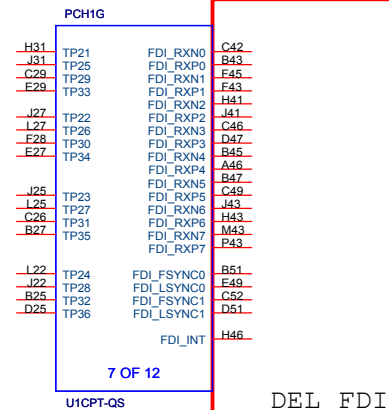 PCH1G
H31 TP21 FDI_RXN0 C42
J31 TP25 FDI_RXP0 B43
C29 TP29 FDI_RXN1 F45
E29 TP33 FDI_RXP1 F43
FDI_RXN2 H41
J27 TP22 FDI_RXP2 J41
L27 TP26 FDI_RXN3 C46
F28 TP30 FDI_RXP3 D47
E27 TP34 FDI_RXN4 B45
FDI_RXP4 A46
FDI_RXN5 B47
J25 TP23 FDI_RXP5 C49
L25 TP27 FDI_RXN6 J43
C26 TP31 FDI_RXP6 H43
B27 TP35 FDI_RXN7 M43
FDI_RXP7 P43
L22 TP24 FDI_FSYNC0 B51
J22 TP28 FDI_LSYNC0 E49
B25 TP32 FDI_FSYNC1 C52
D25 TP36 FDI_LSYNC1 D51
FDI_INT H46
7 OF 12
U1CPT-QS
DEL FDI